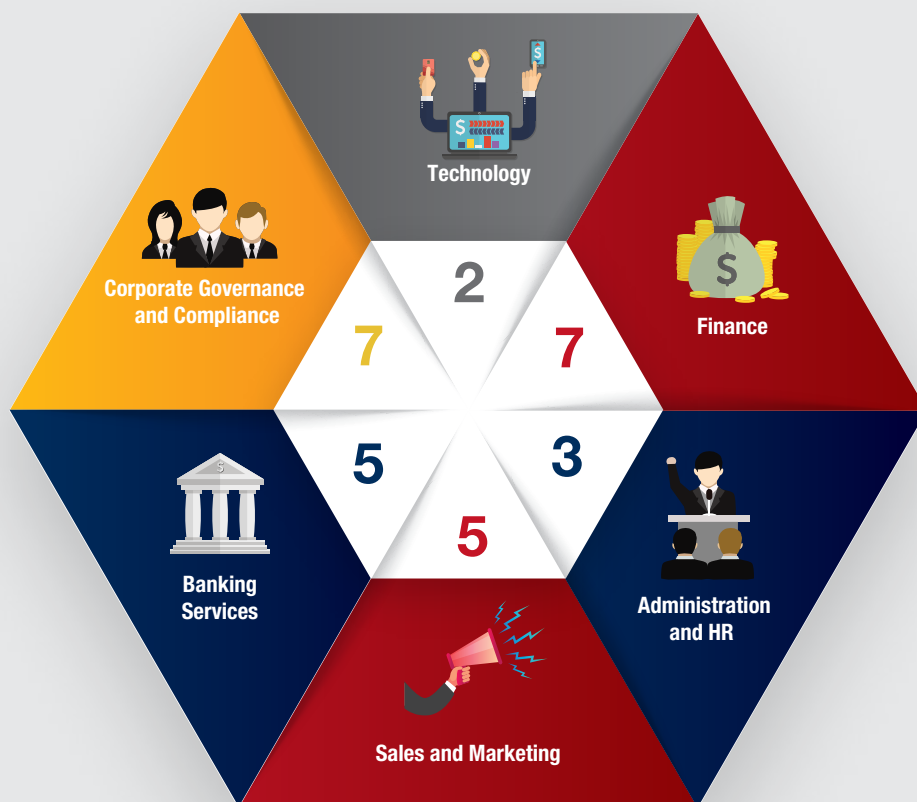 Technology
2
Corporate Governance
and Compliance
7
7
Finance
5
3
Banking
Services
5
Administration
and HR
Sales and Marketing